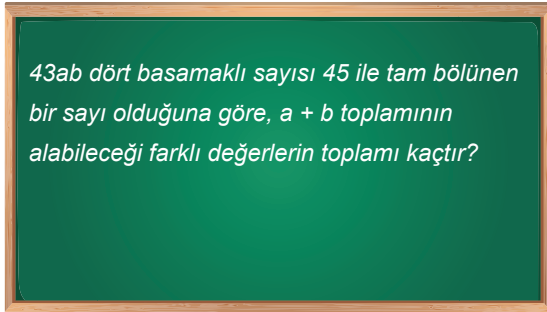 43ab dört basamaklı sayısı 45 ile tam bölünen
bir sayı olduğuna göre, a + b toplamının
alabileceği farklı değerlerin toplamı kaçtır?